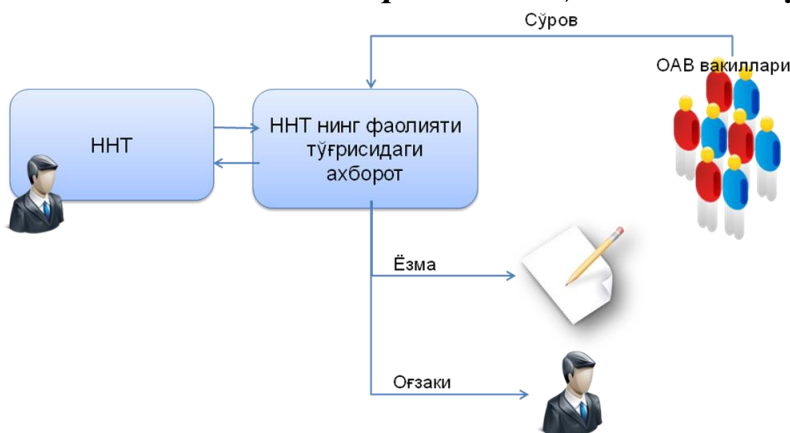 Сўров
ОАВ вакиллари
ННТ
ННТ нинг фаолияти
тўғрисидаги
ахборот
Ёзма
Оғзаки